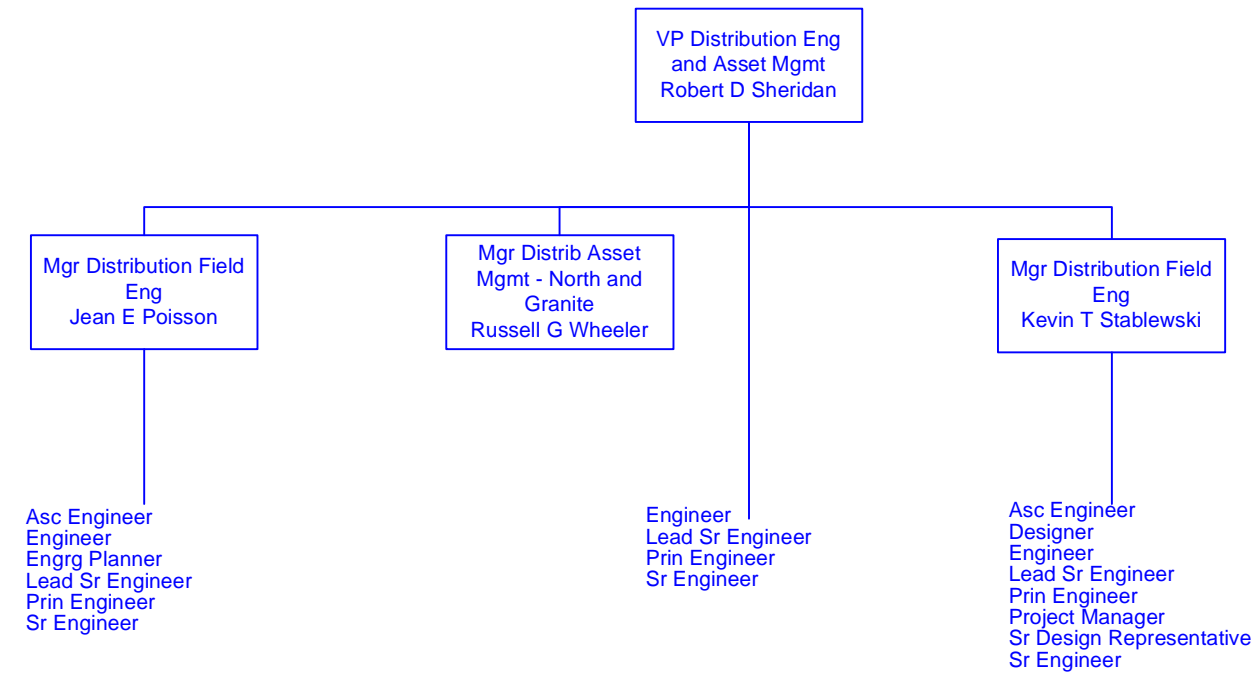 VP Distribution Eng
and Asset Mgmt
Robert D Sheridan
Mgr Distribution Field
Eng
Jean E Poisson
Mgr Distrib Asset
Mgmt - North and
Granite
Russell G Wheeler
Mgr Distribution Field
Eng
Kevin T Stablewski
Asc Engineer
Engineer
Engrg Planner
Lead Sr Engineer
Prin Engineer
Sr Engineer
Engineer
Lead Sr Engineer
Prin Engineer
Sr Engineer
Asc Engineer
Designer
Engineer
Lead Sr Engineer
Prin Engineer
Project Manager
Sr Design Representative
Sr Engineer